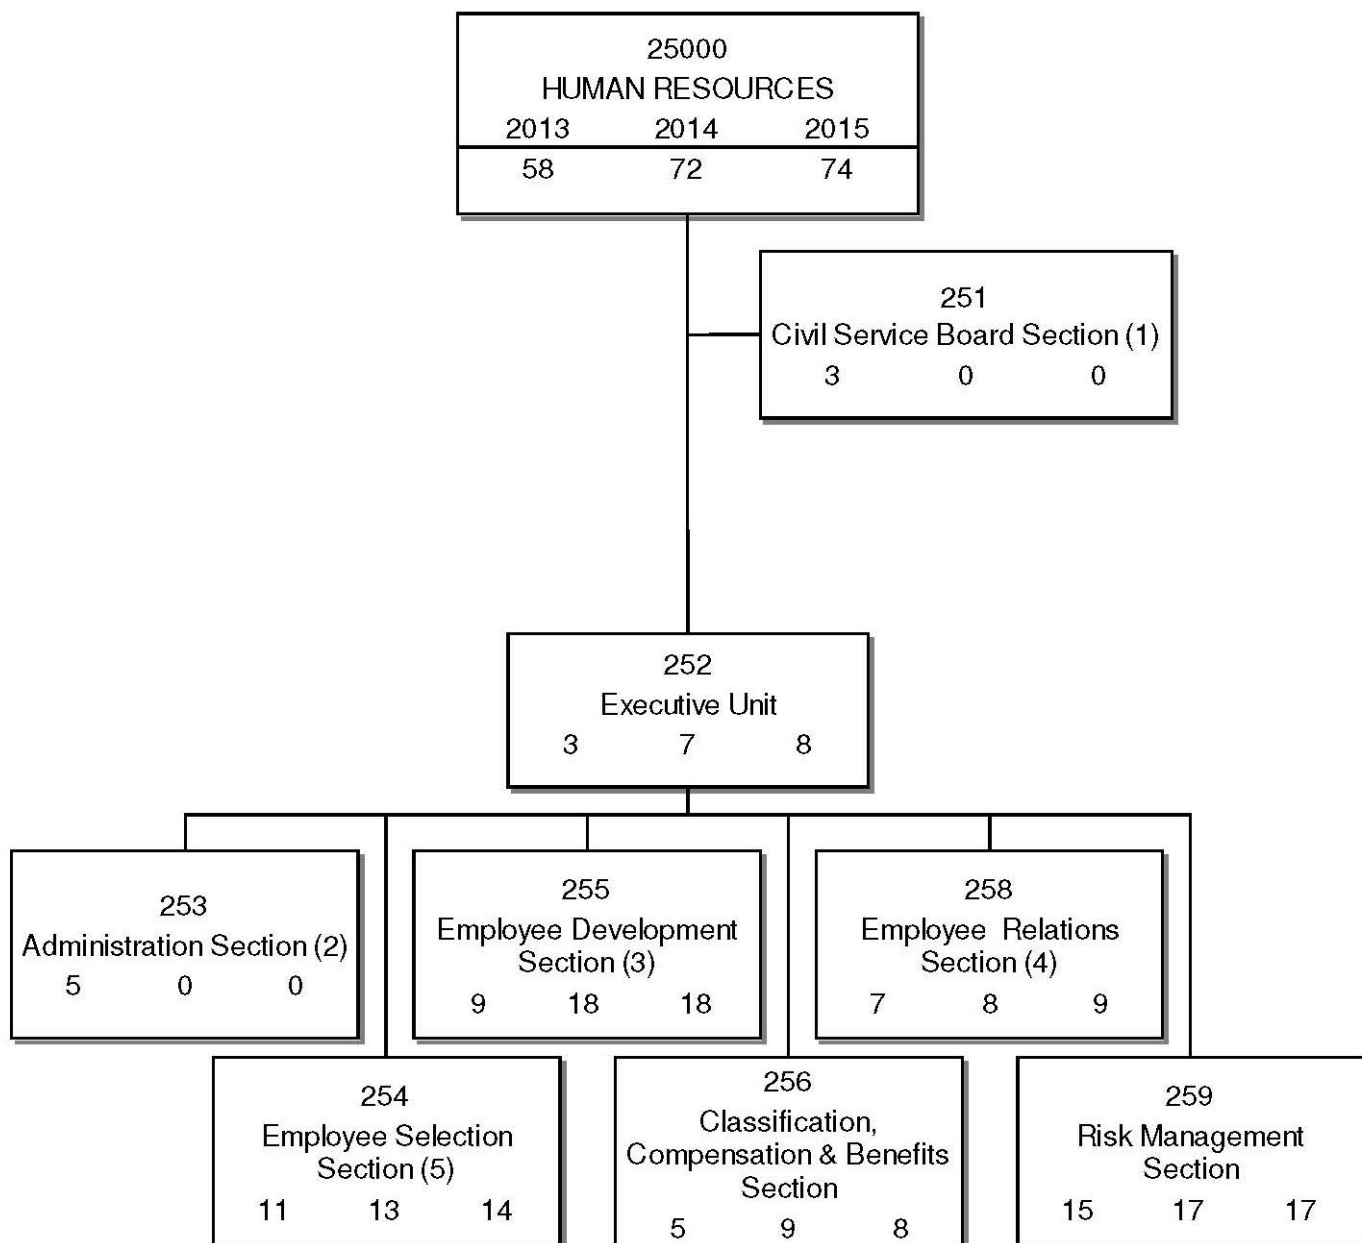 25000
HUMAN RESOURCES
2013 2014 2015
58 72 74
251
Civil Service Board Section (1)
3 0 0
252
Executive Unit
3 7 8
253
Administration Section (2)
5 0 0
255
Employee Development
Section (3)
9 18 18
258
Employee Relations
Section (4)
7 8 9
254
Employee Selection
Section (5)
11 13 14
256
Classification,
Compensation & Benefits
Section
5 9 8
259
Risk Management
Section
15 17 17